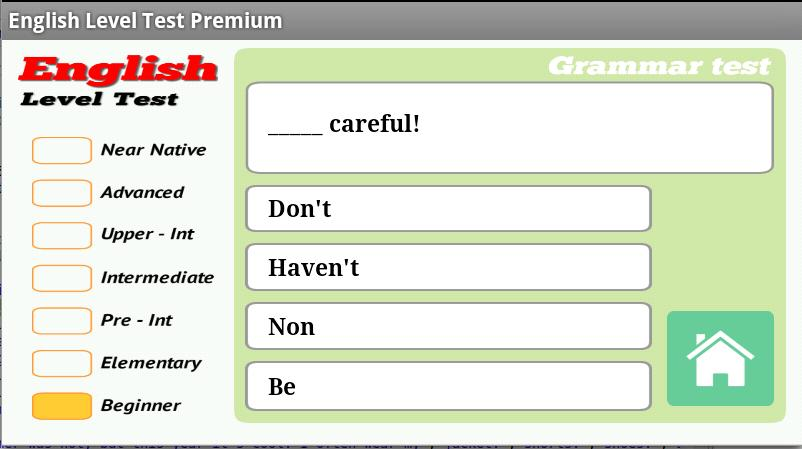 English Level Test Premium
English
Level Test
Grammar test
_____ careful!
Near Native
Advanced
Upper - Int
Intermediate
Pre - Int
Elementary
Beginner
Don't
Haven't
Non
Be